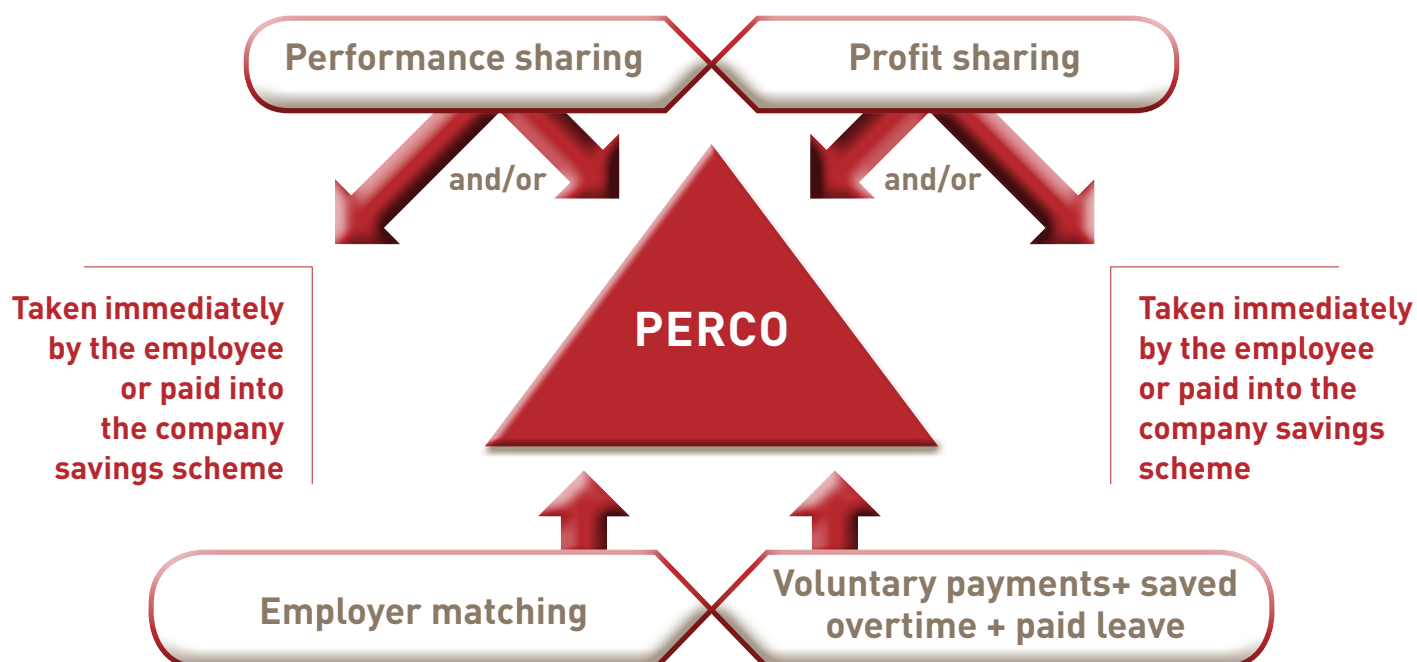 Performance sharing
Profit sharing
and/or
and/or
PERCO
Taken immediately
by the employee
or paid into
the company
savings scheme
Taken immediately
by the employee
or paid into the
company savings
scheme
Employer matching
Voluntary payments+ saved
overtime + paid leave